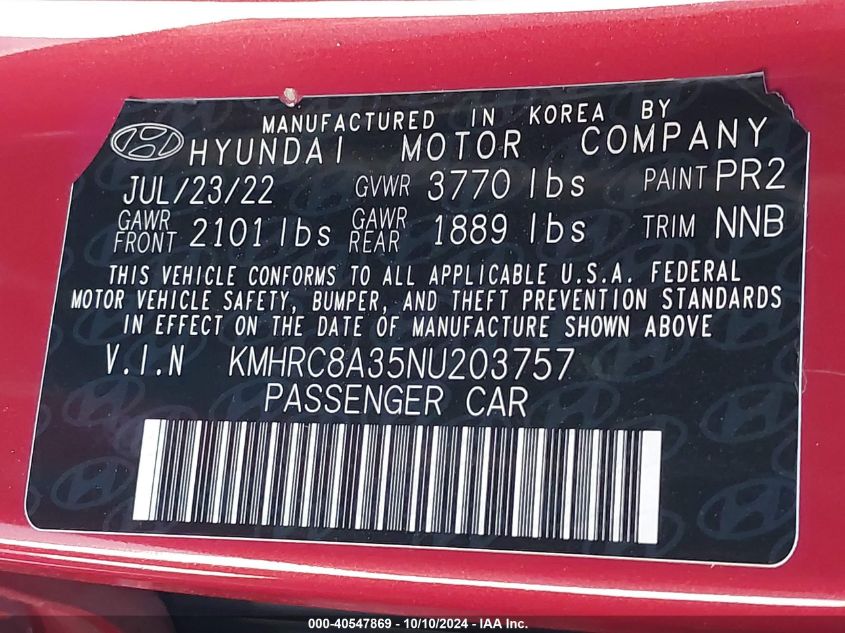 MANUFACTURED IN KOREA BY
HYUNDAI MOTOR COMPANY
JUL/23/22 GVWR 3770 lbs PAINT PR2
GAWR FRONT 2101 lbs GAWR REAR 1889 lbs TRIM NNB
THIS VEHICLE CONFORMS TO ALL APPLICABLE U.S.A. FEDERAL
MOTOR VEHICLE SAFETY, BUMPER, AND THEFT PREVENTION STANDARDS
IN EFFECT ON THE DATE OF MANUFACTURE SHOWN ABOVE
V.I.N KMHRC8A35NU203757
PASSENGER CAR
000-40547869 - 10/10/2024 - IAA Inc.